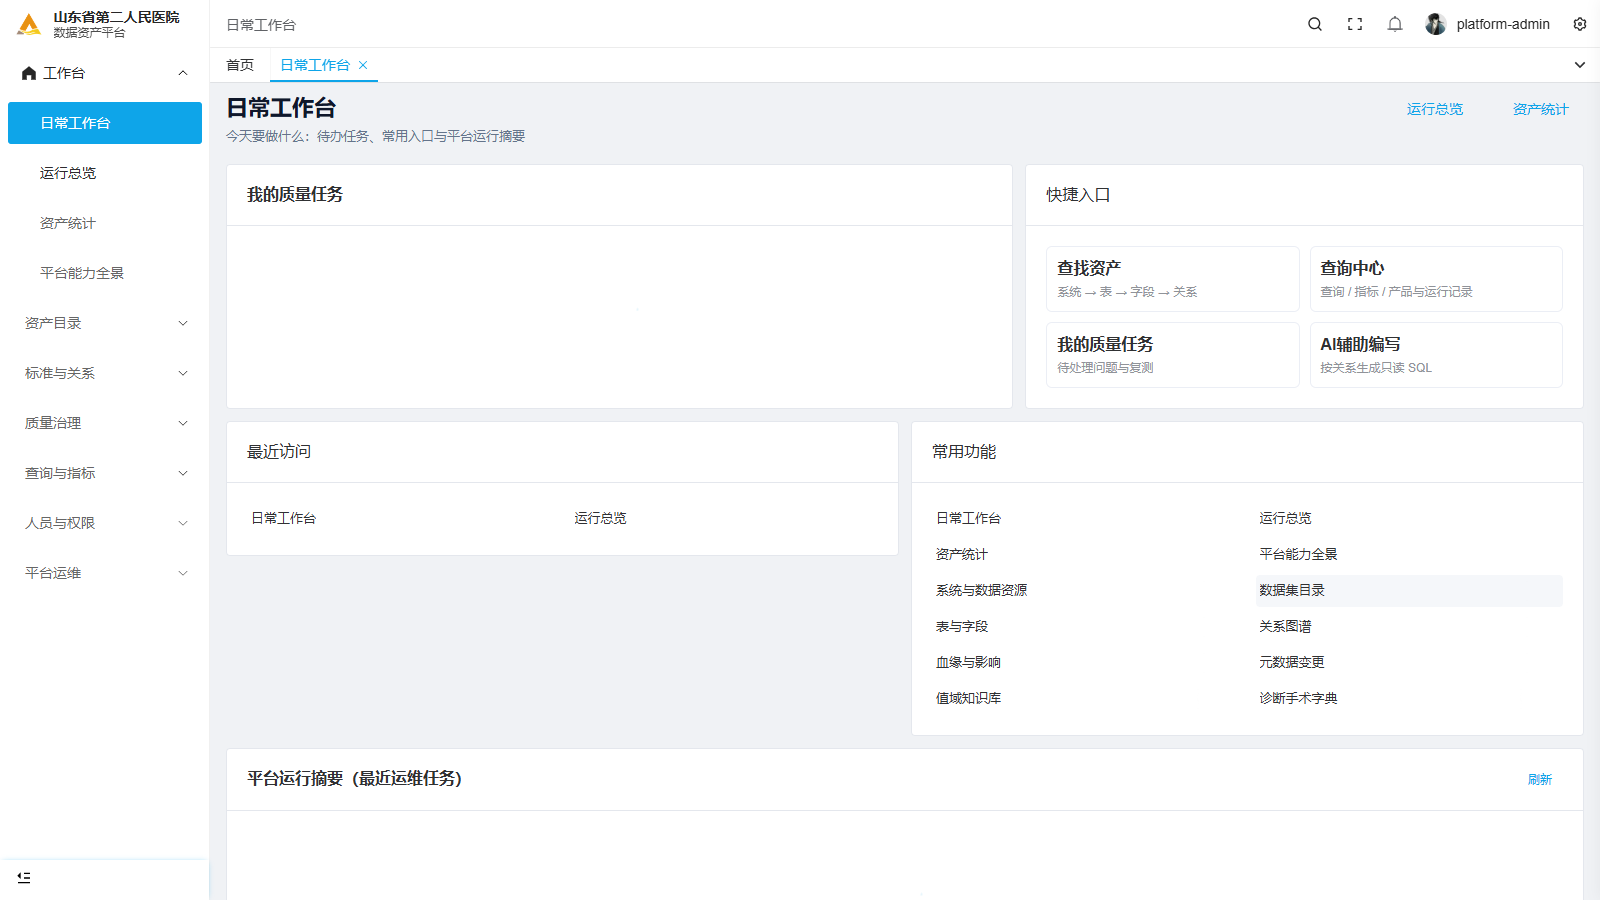 山东省第二人民医院
数据资产平台
日常工作台
platform-admin
工作台
首页
日常工作台
日常工作台
运行总览
资产统计
平台能力全景
资产目录
标准与关系
质量治理
查询与指标
人员与权限
平台运维
日常工作台
今天要做什么：待办任务、常用入口与平台运行摘要
运行总览
资产统计
我的质量任务
快捷入口
查找资产
系统 → 表 → 字段 → 关系
查询中心
查询 / 指标 / 产品与运行记录
我的质量任务
待处理问题与复测
AI辅助编写
按关系生成只读 SQL
最近访问
日常工作台
运行总览
常用功能
日常工作台
运行总览
资产统计
平台能力全景
系统与数据资源
数据集目录
表与字段
关系图谱
血缘与影响
元数据变更
值域知识库
诊断手术字典
平台运行摘要（最近运维任务）
刷新